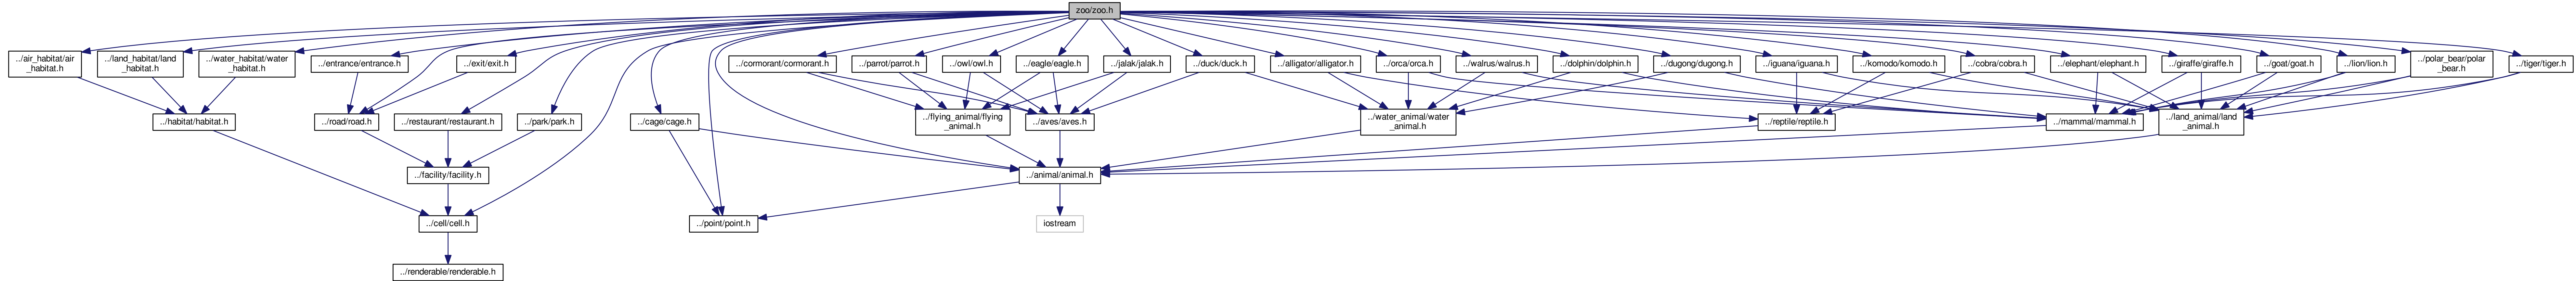 zoo/zoo.h
../air_habitat/air
_habitat.h
../land_habitat/land
_habitat.h
../water_habitat/water
_habitat.h
../entrance/entrance.h
../exit/exit.h
../cormorant/cormorant.h
../parrot/parrot.h
../owl/owl.h
../eagle/eagle.h
../jalak/jalak.h
../duck/duck.h
../alligator/alligator.h
../orca/orca.h
../walrus/walrus.h
../dolphin/dolphin.h
../dugong/dugong.h
../iguana/iguana.h
../komodo/komodo.h
../cobra/cobra.h
../elephant/elephant.h
../giraffe/giraffe.h
../goat/goat.h
../lion/lion.h
../polar_bear/polar
_bear.h
../tiger/tiger.h
../habitat/habitat.h
../road/road.h
../restaurant/restaurant.h
../park/park.h
../cage/cage.h
../flying_animal/flying
_animal.h
../aves/aves.h
../water_animal/water
_animal.h
../reptile/reptile.h
../mammal/mammal.h
../land_animal/land
_animal.h
../facility/facility.h
../animal/animal.h
../cell/cell.h
../point/point.h
iostream
../renderable/renderable.h